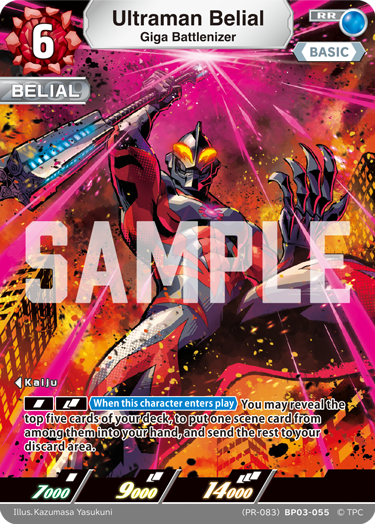 Ultraman Belial
Giga Battlenizer
6
RR
BASIC
BELIAL
SAMPLE
Kaiju
When this character enters play You may reveal the
top five cards of your deck, to put one scene card from
among them into your hand, and send the rest to your
discard area.
7000
9000
14000
Illus.Kazumasa Yasukuni
(PR-083) BP03-055 © TPC